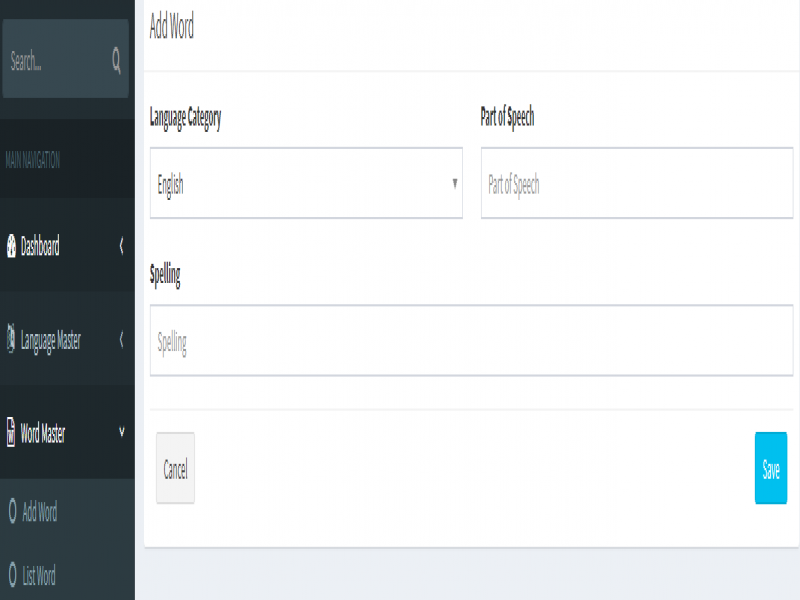 Search...
MAIN NAVIGATION
Dashboard
Language Master
Word Master
Add Word
List Word
Add Word
Language Category
English
Part of Speech
Part of Speech
Spelling
Spelling
Cancel
Save